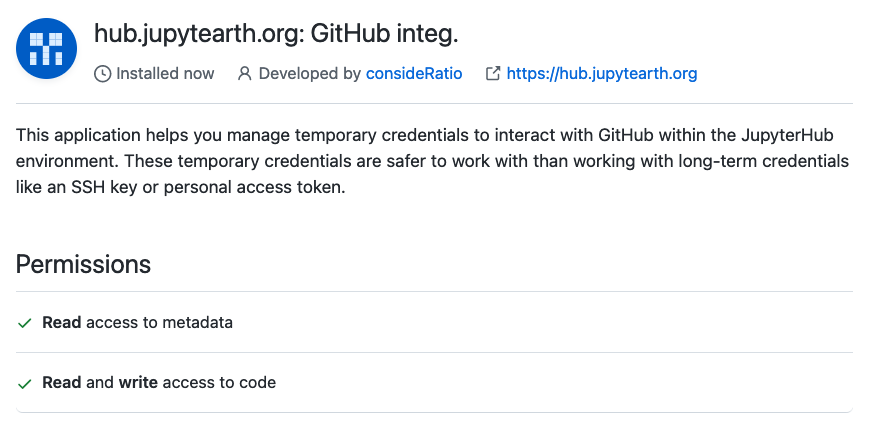 hub.jupytearth.org: GitHub integ.
Installed now Developed by consideRatio https://hub.jupytearth.org
This application helps you manage temporary credentials to interact with GitHub within the JupyterHub
environment. These temporary credentials are safer to work with than working with long-term credentials
like an SSH key or personal access token.
Permissions
Read access to metadata
Read and write access to code